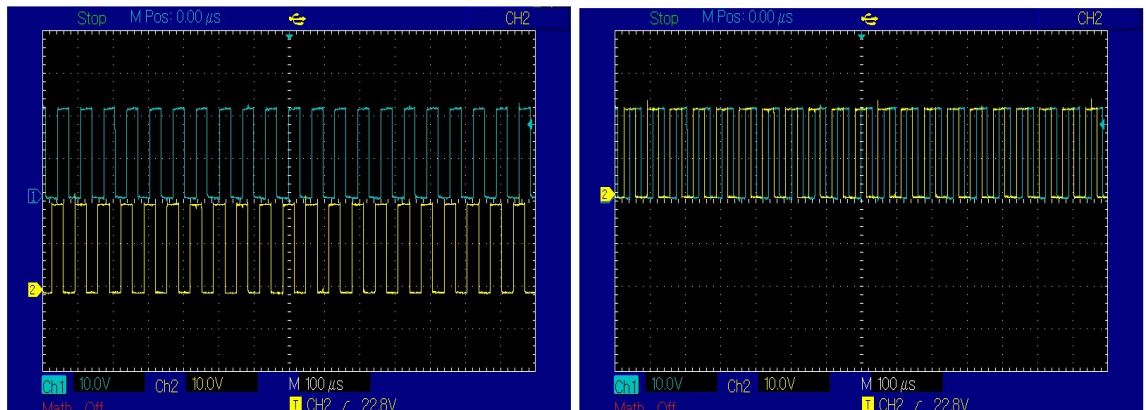 Stop M Pos: 0.00 μs CH2
1
2
Ch1 10.0V Ch2 10.0V M 100 μs
Math Off T CH2 / 22.8V
Stop M Pos: 0.00 μs CH2
2
Ch1 10.0V Ch2 10.0V M 100 μs
Math Off T CH2 / 22.8V